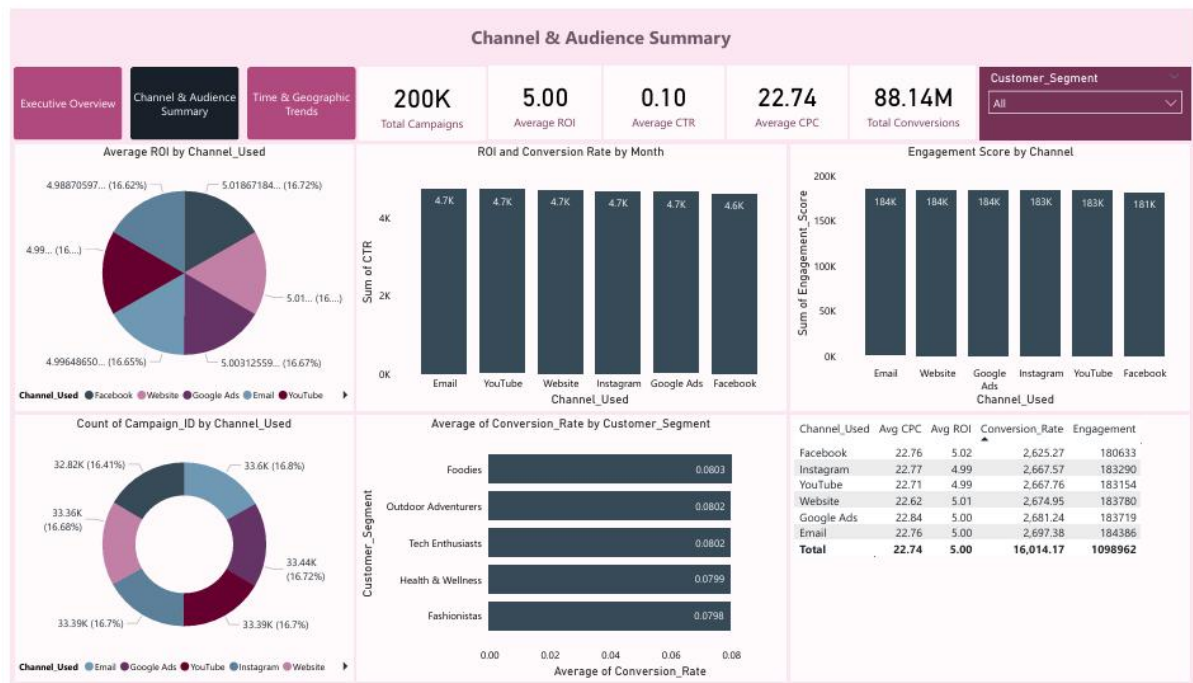 Channel & Audience Summary
Executive Overview
Channel & Audience
Summary
Time & Geographic
Trends
200K
Total Campaigns
5.00
Average ROI
0.10
Average CTR
22.74
Average CPC
88.14M
Total Convversions
Customer_Segment
All
Average ROI by Channel_Used
4.98870597... (16.62%)
5.01867184... (16.72%)
4.99... (16....)
5.01... (16....)
4.99648650... (16.65%)
5.00312559... (16.67%)
Channel_Used Facebook Website Google Ads Email YouTube
ROI and Conversion Rate by Month
Sum of CTR
4K
2K
0K
4.7K 4.7K 4.7K 4.7K 4.7K 4.6K
Email YouTube Website Instagram Google Ads Facebook
Channel_Used
Engagement Score by Channel
Sum of Engagement_Score
200K
150K
100K
50K
0K
184K 184K 184K 183K 183K 181K
Email Website Google Ads Instagram YouTube Facebook
Channel_Used
Count of Campaign_ID by Channel_Used
32.82K (16.41%)
33.6K (16.8%)
33.36K
(16.68%)
33.44K
(16.72%)
33.39K (16.7%)
33.39K (16.7%)
Channel_Used Email Google Ads YouTube Instagram Website
Average of Conversion_Rate by Customer_Segment
Customer_Segment
Foodies 0.0803
Outdoor Adventurers 0.0802
Tech Enthusiasts 0.0802
Health & Wellness 0.0799
Fashionistas 0.0798
0.00 0.02 0.04 0.06 0.08
Average of Conversion_Rate
Channel_Used Avg CPC Avg ROI Conversion_Rate Engagement
Facebook 22.76 5.02 2,625.27 180633
Instagram 22.77 4.99 2,667.57 183290
YouTube 22.71 4.99 2,667.76 183154
Website 22.62 5.01 2,674.95 183780
Google Ads 22.84 5.00 2,681.24 183719
Email 22.76 5.00 2,697.38 184386
Total 22.74 5.00 16,014.17 1098962